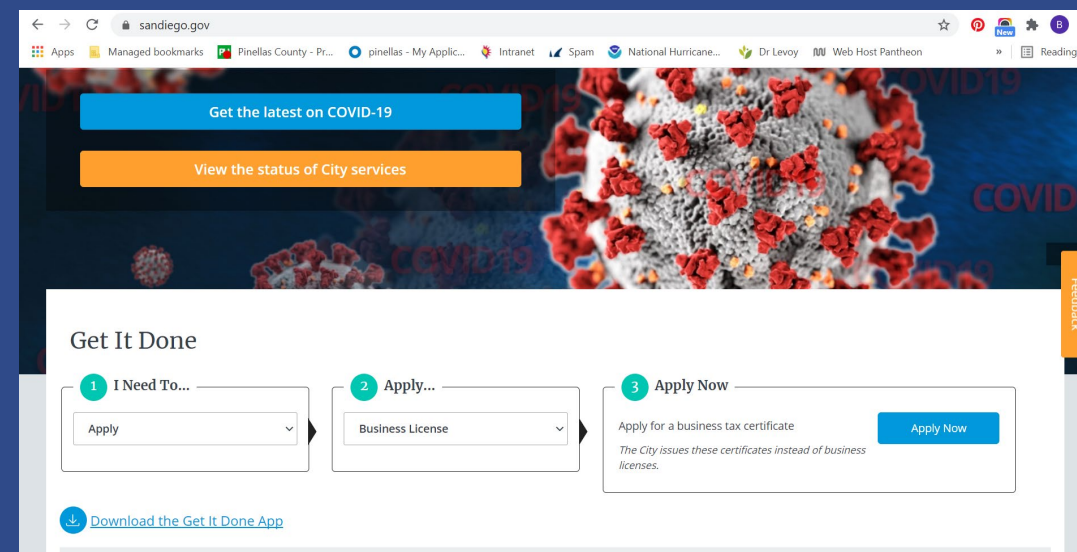 sandiego.gov
New
B
Apps Managed bookmarks Pinellas County - Pr... pinellas - My Applic... Intranet Spam National Hurricane... Dr Levoy Web Host Pantheon » Reading
COVID19
Get the latest on COVID-19
View the status of City services
COVID
COVID19
Feedback
Get It Done
1 I Need To...
Apply
2 Apply...
Business License
3 Apply Now
Apply for a business tax certificate
The City issues these certificates instead of business
licenses.
Apply Now
Download the Get It Done App